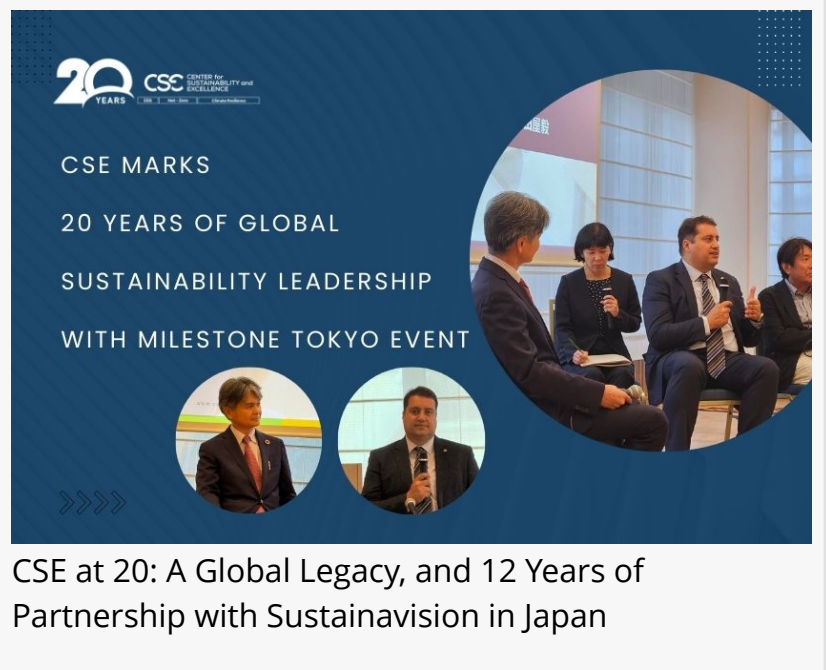 20
YEARS
CSE
CENTER for
SUSTAINABILITY and
EXCELLENCE
CSE MARKS
20 YEARS OF GLOBAL
SUSTAINABILITY LEADERSHIP
WITH MILESTONE TOKYO EVENT
CSE at 20: A Global Legacy, and 12 Years of
Partnership with Sustainavision in Japan